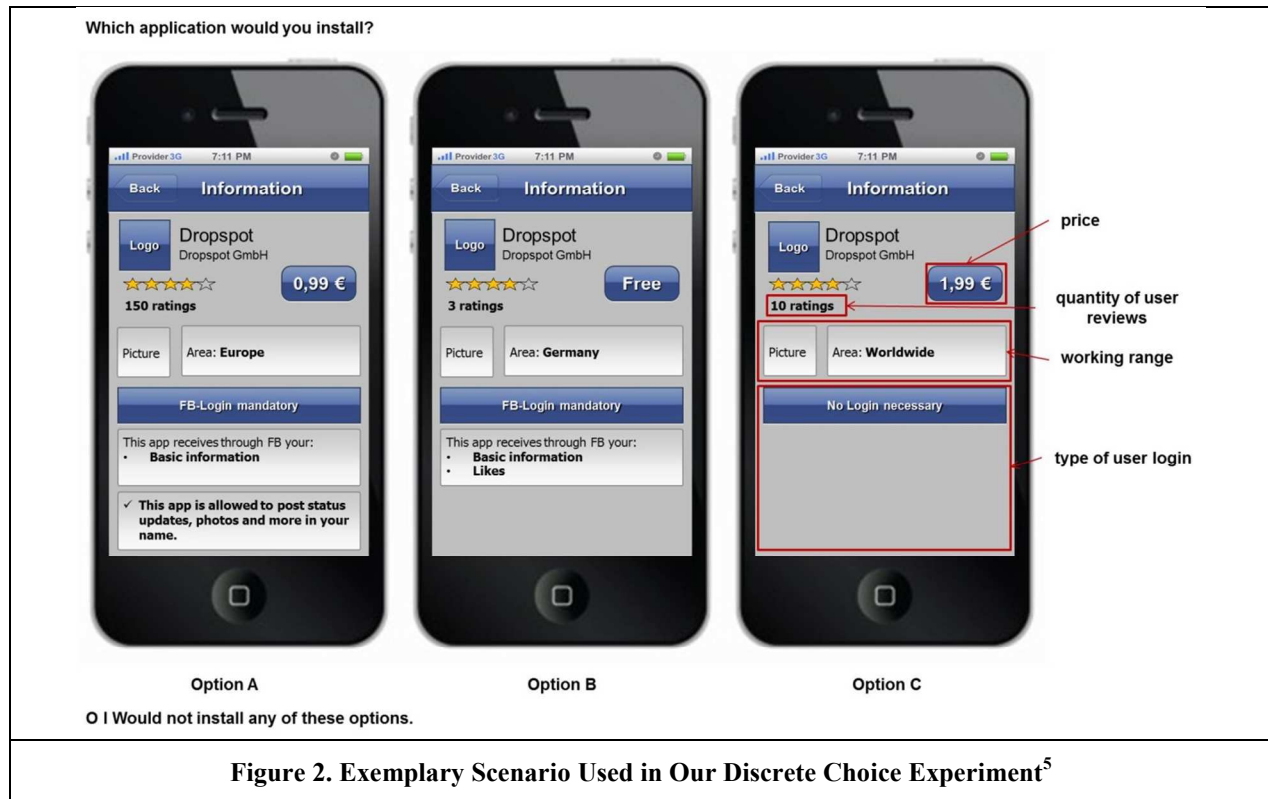 Which application would you install?
Provider 3G 7:11 PM
Back Information
Logo
Dropspot
Dropspot GmbH
0,99 €
150 ratings
Picture
Area: Europe
FB-Login mandatory
This app receives through FB your:
• Basic information
✓ This app is allowed to post status
updates, photos and more in your
name.
Option A
Provider 3G 7:11 PM
Back Information
Logo
Dropspot
Dropspot GmbH
Free
3 ratings
Picture
Area: Germany
FB-Login mandatory
This app receives through FB your:
• Basic information
• Likes
Option B
Provider 3G 7:11 PM
Back Information
Logo
Dropspot
Dropspot GmbH
1,99 €
10 ratings
Picture
Area: Worldwide
No Login necessary
Option C
price
quantity of user
reviews
working range
type of user login
O I Would not install any of these options.
Figure 2. Exemplary Scenario Used in Our Discrete Choice Experiment⁵